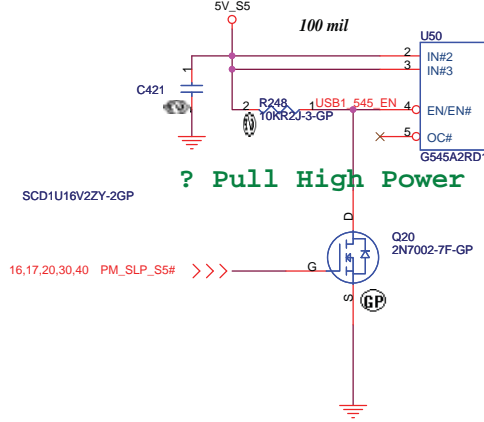 5V_S5
100 mil
U50
2 IN#2
3 IN#3
1
C421
2 R248 1 USB1_545_EN 4 EN/EN#
10KR2J-3-GP
5 OC#
G545A2RD1
? Pull High Power
SCD1U16V2ZY-2GP
D
Q20
2N7002-7F-GP
16,17,20,30,40 PM_SLP_S5# G
S
GP